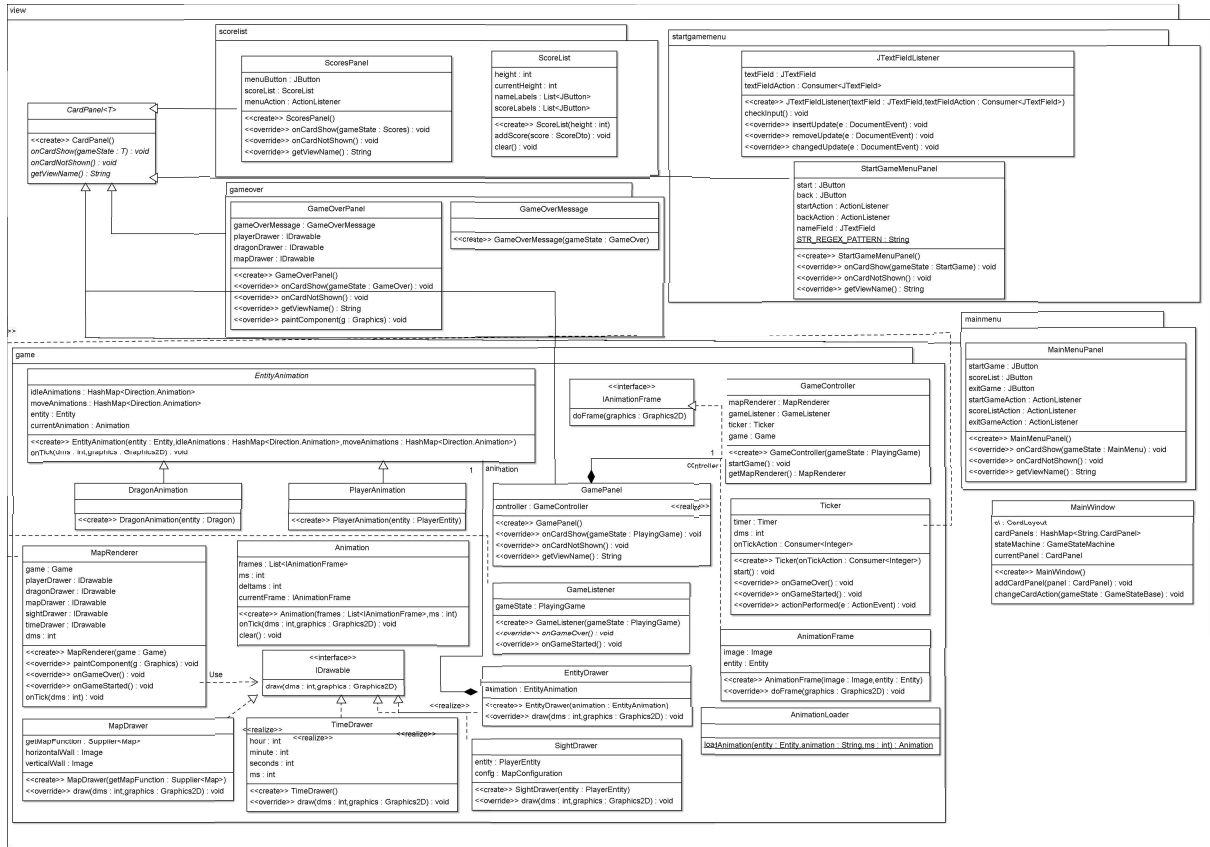 view
scorelist
ScoresPanel
menuButton : JButton
scoreList : ScoreList
menuAction : ActionListener
<<create>> ScoresPanel()
<<override>> onCardShow(gameState : Scores) : void
<<override>> onCardNotShown() : void
<<override>> getViewName() : String
ScoreList
height : int
currentHeight : int
nameLabels : List<JButton>
scoreLabels : List<JButton>
<<create>> ScoreList(height : int)
addScore(score : ScoreDto) : void
clear() : void
startgamemenu
JTextFieldListener
textField : JTextField
textFieldAction : Consumer<JTextField>
<<create>> JTextFieldListener(textField : JTextField,textFieldAction : Consumer<JTextField>)
checkInput() : void
<<override>> insertUpdate(e : DocumentEvent) : void
<<override>> removeUpdate(e : DocumentEvent) : void
<<override>> changedUpdate(e : DocumentEvent) : void
StartGameMenuPanel
start : JButton
back : JButton
startAction : ActionListener
backAction : ActionListener
nameField : JTextField
STR_REGEX_PATTERN : String
<<create>> StartGameMenuPanel()
<<override>> onCardShow(gameState : StartGame) : void
<<override>> onCardNotShown() : void
<<override>> getViewName() : String
CardPanel<T>
<<create>> CardPanel()
onCardShow(gameState : T) : void
onCardNotShown() : void
getViewName() : String
gameover
GameOverPanel
gameOverMessage : GameOverMessage
playerDrawer : IDrawable
dragonDrawer : IDrawable
mapDrawer : IDrawable
<<create>> GameOverPanel()
<<override>> onCardShow(gameState : GameOver) : void
<<override>> onCardNotShown() : void
<<override>> getViewName() : String
<<override>> paintComponent(g : Graphics) : void
GameOverMessage
<<create>> GameOverMessage(gameState : GameOver)
>>
mainmenu
MainMenuPanel
startGame : JButton
scoreList : JButton
exitGame : JButton
startGameAction : ActionListener
scoreListAction : ActionListener
exitGameAction : ActionListener
<<create>> MainMenuPanel()
<<override>> onCardShow(gameState : MainMenu) : void
<<override>> onCardNotShown() : void
<<override>> getViewName() : String
MainWindow
cl : CardLayout
cardPanels : HashMap<String.CardPanel>
stateMachine : GameStateMachine
currentPanel : CardPanel
<<create>> MainWindow()
addCardPanel(panel : CardPanel) : void
changeCardAction(gameState : GameStateBase) : void
game
EntityAnimation
idleAnimations : HashMap<Direction.Animation>
moveAnimations : HashMap<Direction.Animation>
entity : Entity
currentAnimation : Animation
<<create>> EntityAnimation(entity : Entity,idleAnimations : HashMap<Direction.Animation>,moveAnimations : HashMap<Direction.Animation>)
onTick(dms : int,graphics : Graphics2D) : void
1
animation
<<interface>>
IAnimationFrame
doFrame(graphics : Graphics2D)
GameController
mapRenderer : MapRenderer
gameListener : GameListener
ticker : Ticker
game : Game
<<create>> GameController(gameState : PlayingGame)
startGame() : void
getMapRenderer() : MapRenderer
1
controller
DragonAnimation
<<create>> DragonAnimation(entity : Dragon)
PlayerAnimation
<<create>> PlayerAnimation(entity : PlayerEntity)
GamePanel
controller : GameController
<<realize>>
<<create>> GamePanel()
<<override>> onCardShow(gameState : PlayingGame) : void
<<override>> onCardNotShown() : void
<<override>> getViewName() : String
Ticker
timer : Timer
dms : int
onTickAction : Consumer<Integer>
<<create>> Ticker(onTickAction : Consumer<Integer>)
start() : void
<<override>> onGameOver() : void
<<override>> onGameStarted() : void
<<override>> actionPerformed(e : ActionEvent) : void
MapRenderer
game : Game
playerDrawer : IDrawable
dragonDrawer : IDrawable
mapDrawer : IDrawable
sightDrawer : IDrawable
timeDrawer : IDrawable
dms : int
<<create>> MapRenderer(game : Game)
<<override>> paintComponent(g : Graphics) : void
<<override>> onGameOver() : void
<<override>> onGameStarted() : void
onTick(dms : int) : void
Use
Animation
frames : List<IAnimationFrame>
ms : int
deltams : int
currentFrame : IAnimationFrame
<<create>> Animation(frames : List<IAnimationFrame>,ms : int)
onTick(dms : int,graphics : Graphics2D) : void
clear() : void
GameListener
gameState : PlayingGame
<<create>> GameListener(gameState : PlayingGame)
<<override>> onGameOver() : void
<<override>> onGameStarted() : void
<<interface>>
IDrawable
draw(dms : int,graphics : Graphics2D)
EntityDrawer
animation : EntityAnimation
<<create>> EntityDrawer(animation : EntityAnimation)
<<override>> draw(dms : int,graphics : Graphics2D) : void
<<realize>>
AnimationFrame
image : Image
entity : Entity
<<create>> AnimationFrame(image : Image,entity : Entity)
<<override>> doFrame(graphics : Graphics2D) : void
AnimationLoader
loadAnimation(entity : Entity,animation : String,ms : int) : Animation
MapDrawer
getMapFunction : Supplier<Map>
horizontalWall : Image
verticalWall : Image
<<create>> MapDrawer(getMapFunction : Supplier<Map>)
<<override>> draw(dms : int,graphics : Graphics2D) : void
TimeDrawer
<<realize>>
<<realize>>
<<realize>>
hour : int
minute : int
seconds : int
ms : int
<<create>> TimeDrawer()
<<override>> draw(dms : int,graphics : Graphics2D) : void
SightDrawer
entity : PlayerEntity
config : MapConfiguration
<<create>> SightDrawer(entity : PlayerEntity)
<<override>> draw(dms : int,graphics : Graphics2D) : void